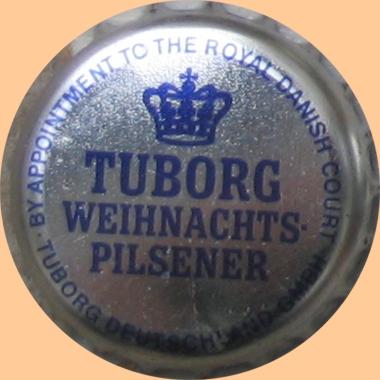 · BY APPOINTMENT TO THE ROYAL DANISH COURT ·
TUBORG
WEIHNACHTS-
PILSENER
TUBORG DEUTSCHLAND GMBH